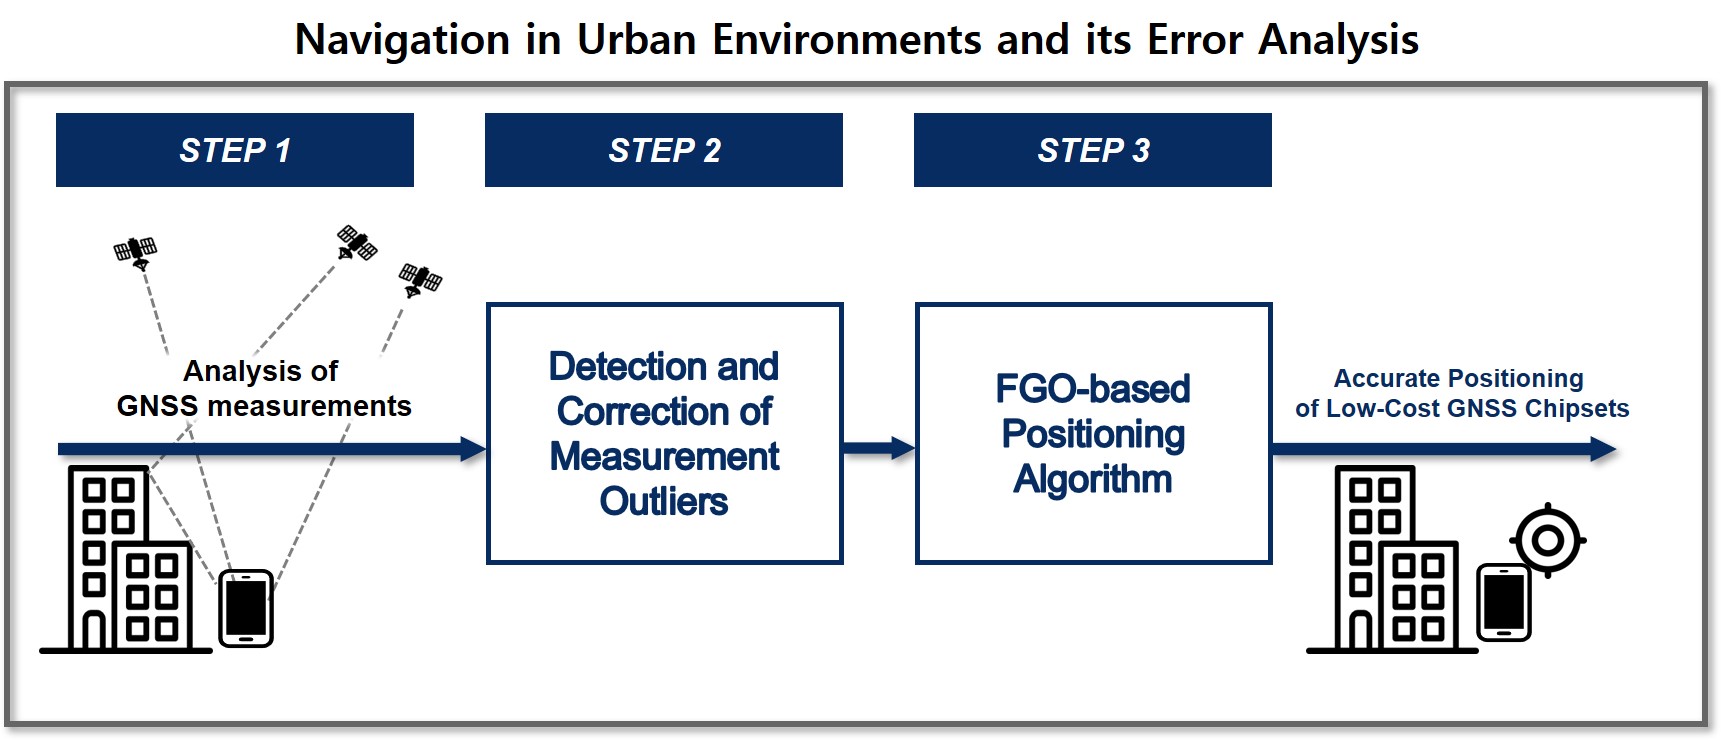 Navigation in Urban Environments and its Error Analysis
STEP 1
STEP 2
STEP 3
Analysis of
GNSS measurements
Detection and
Correction of
Measurement
Outliers
FGO-based
Positioning
Algorithm
Accurate Positioning
of Low-Cost GNSS Chipsets